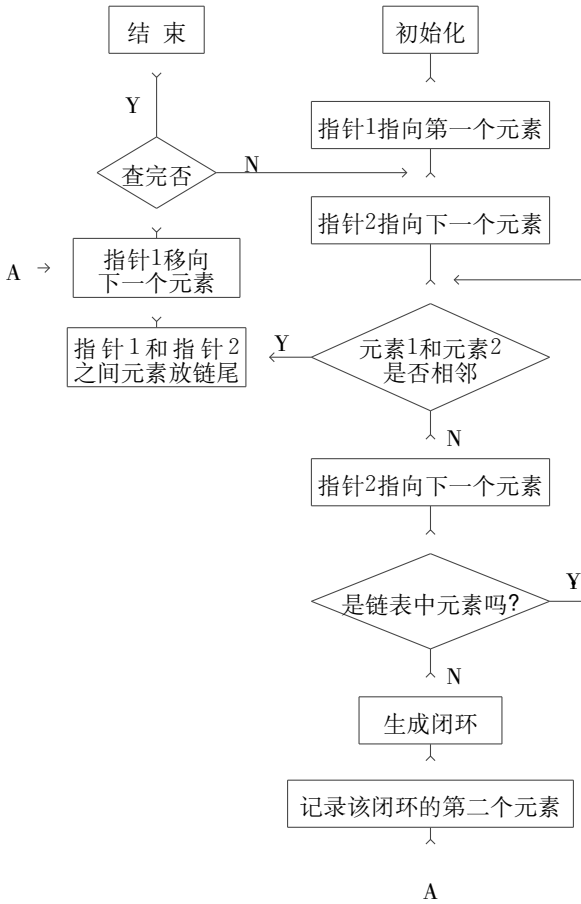 结 束
初始化
Y
指针1指向第一个元素
查完否
N
指针2指向下一个元素
A
指针1移向
下一个元素
指针1和指针2
之间元素放链尾
Y
元素1和元素2
是否相邻
N
指针2指向下一个元素
是链表中元素吗?
Y
N
生成闭环
记录该闭环的第二个元素
A